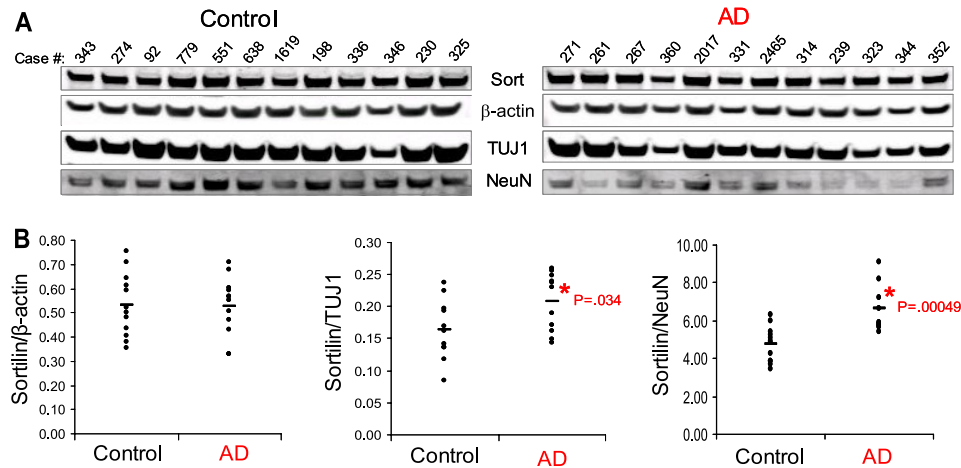 A Control AD
Case #: 343 274 92 779 551 638 1619 198 336 346 230 325 271 261 267 360 2017 331 2465 314 239 323 344 352
Sort
β-actin
TUJ1
NeuN
B
Sortilin/β-actin
0.80
0.70
0.60
0.50
0.40
0.30
0.20
0.10
0.00
Control AD
Sortilin/TUJ1
0.30
0.25
0.20
0.15
0.10
0.05
0.00
* P=.034
Control AD
Sortilin/NeuN
10.00
8.00
6.00
4.00
2.00
0.00
* P=.00049
Control AD